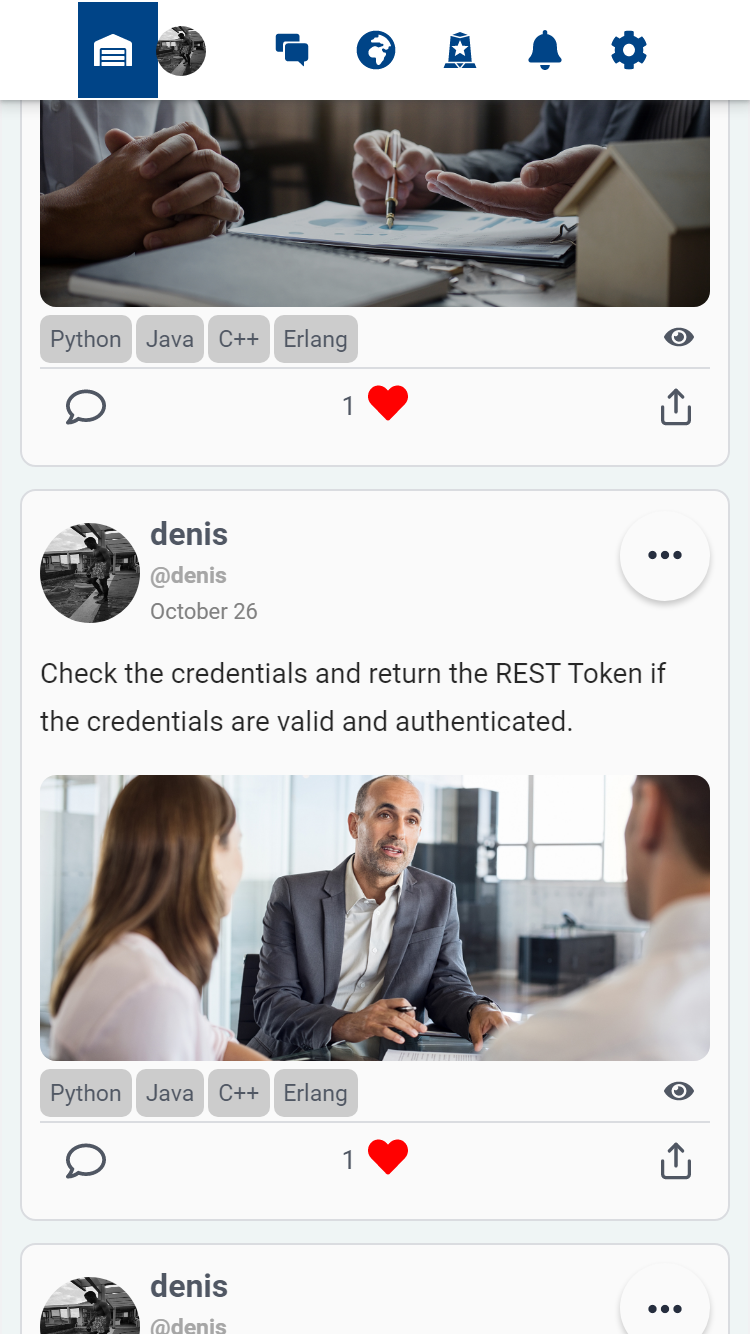 Python Java C++ Erlang
1
denis
@denis
October 26
Check the credentials and return the REST Token if
the credentials are valid and authenticated.
Python Java C++ Erlang
1
denis
@denis